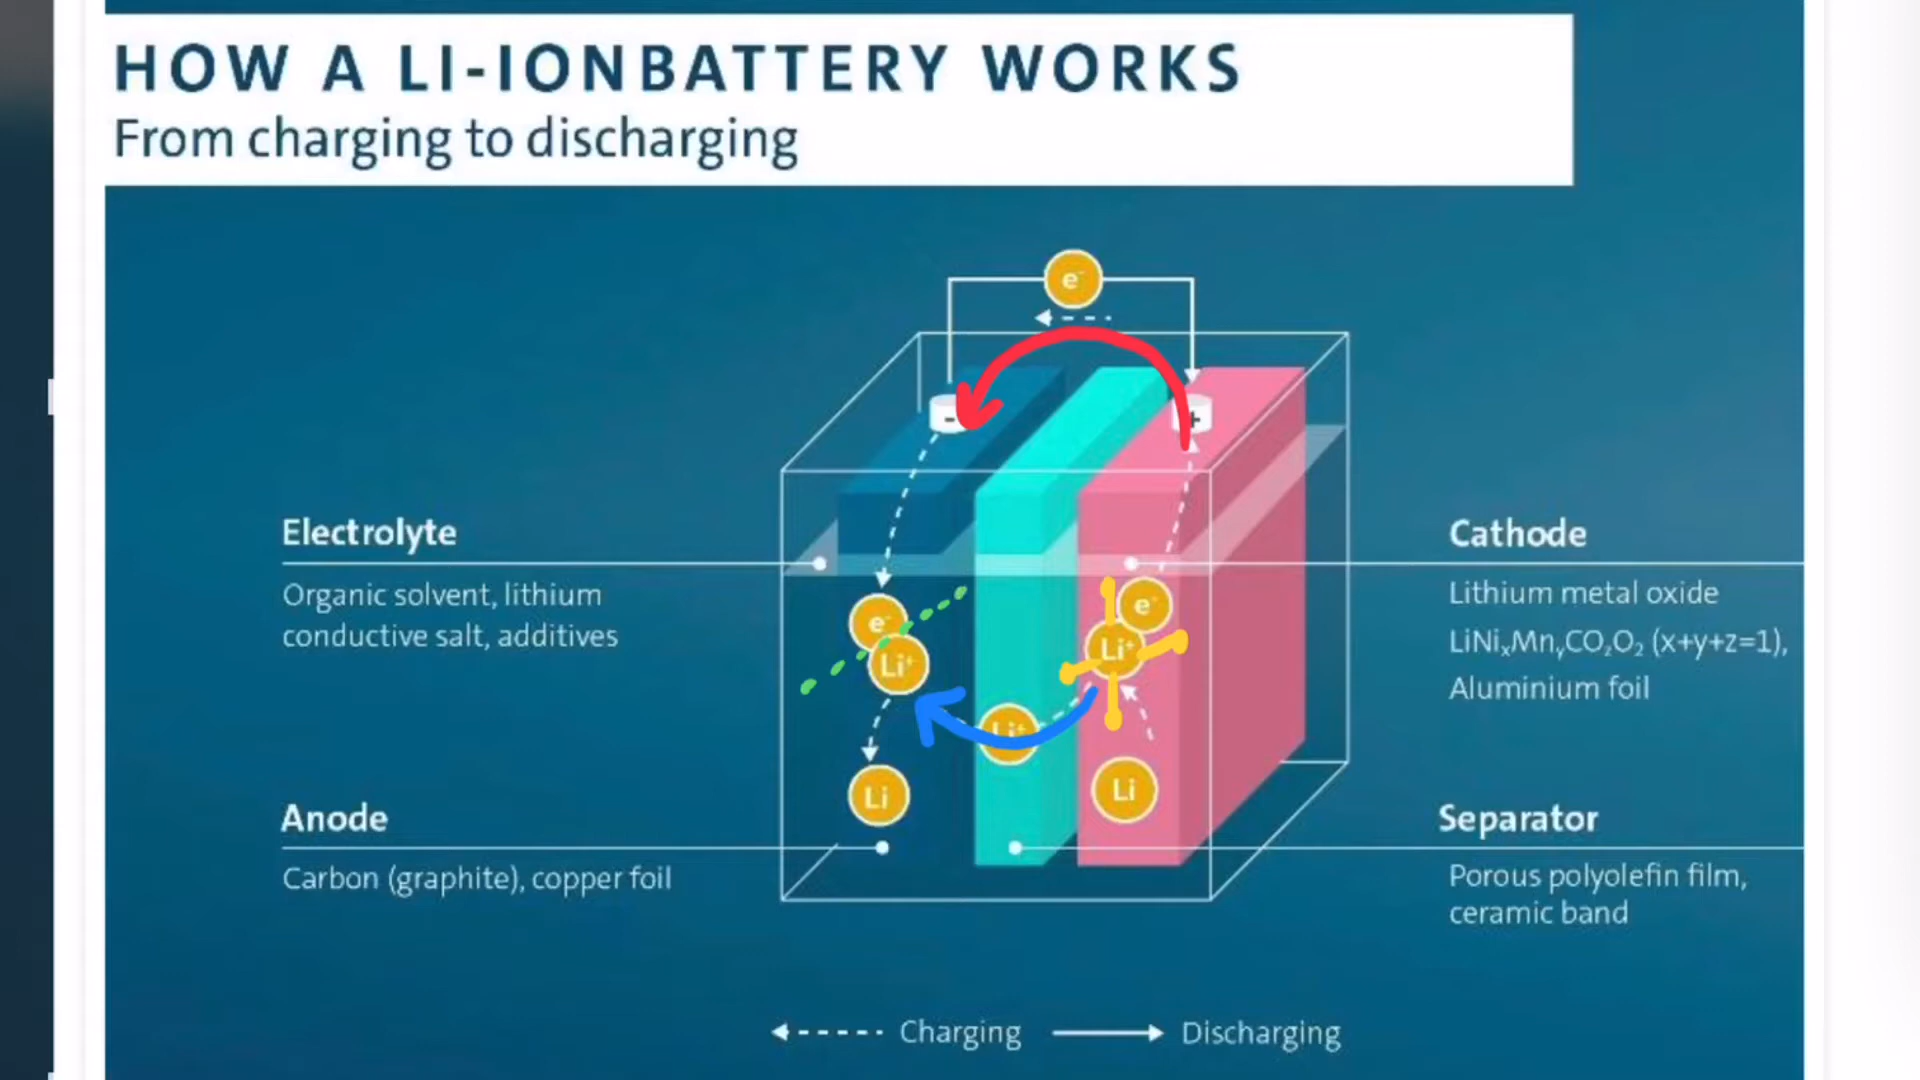 HOW A LI-IONBATTERY WORKS
From charging to discharging
e⁻
-
+
Electrolyte
Organic solvent, lithium
conductive salt, additives
Cathode
Lithium metal oxide
LiNiₓMnᵧCO₂O₂ (x+y+z=1),
Aluminium foil
e⁻
Li⁺
e⁻
Li⁺
Li⁺
Li
Li
Anode
Carbon (graphite), copper foil
Separator
Porous polyolefin film,
ceramic band
Charging
Discharging